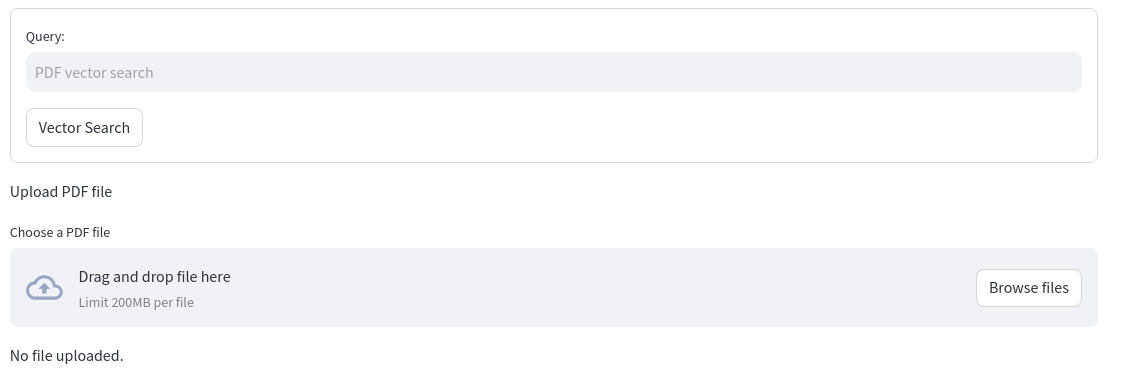 Query:
PDF vector search
Vector Search
Upload PDF file
Choose a PDF file
Drag and drop file here
Limit 200MB per file
Browse files
No file uploaded.